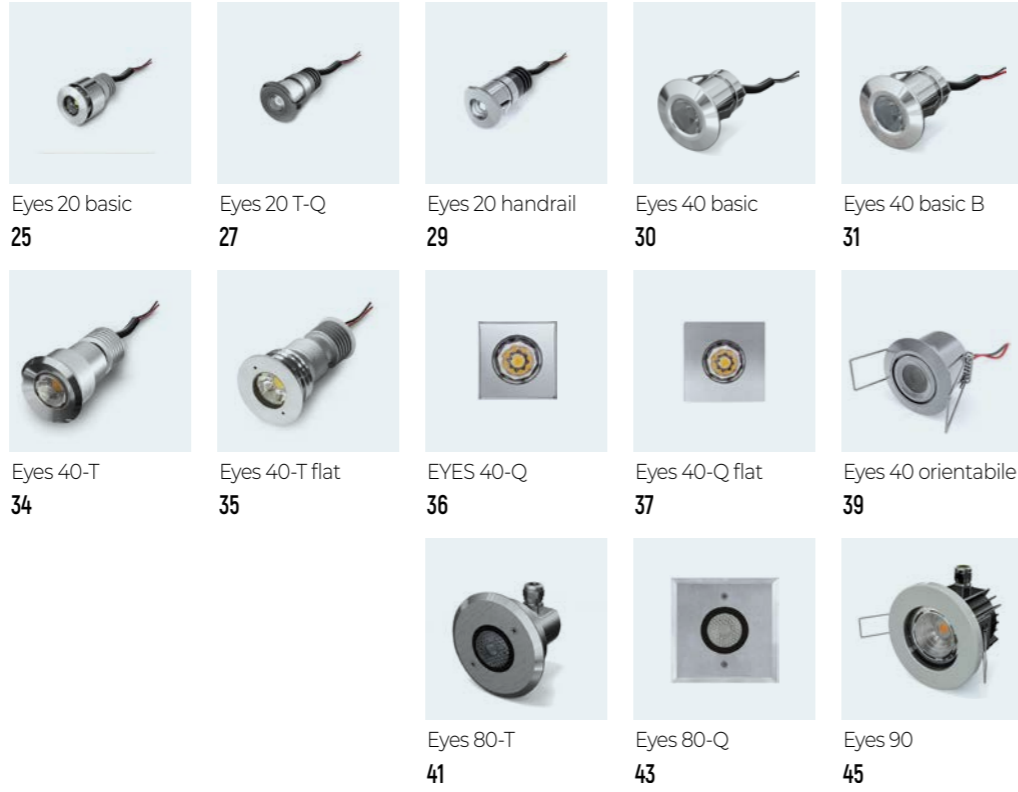 Eyes 20 basic
25
Eyes 20 T-Q
27
Eyes 20 handrail
29
Eyes 40 basic
30
Eyes 40 basic B
31
Eyes 40-T
34
Eyes 40-T flat
35
EYES 40-Q
36
Eyes 40-Q flat
37
Eyes 40 orientabile
39
Eyes 80-T
41
Eyes 80-Q
43
Eyes 90
45